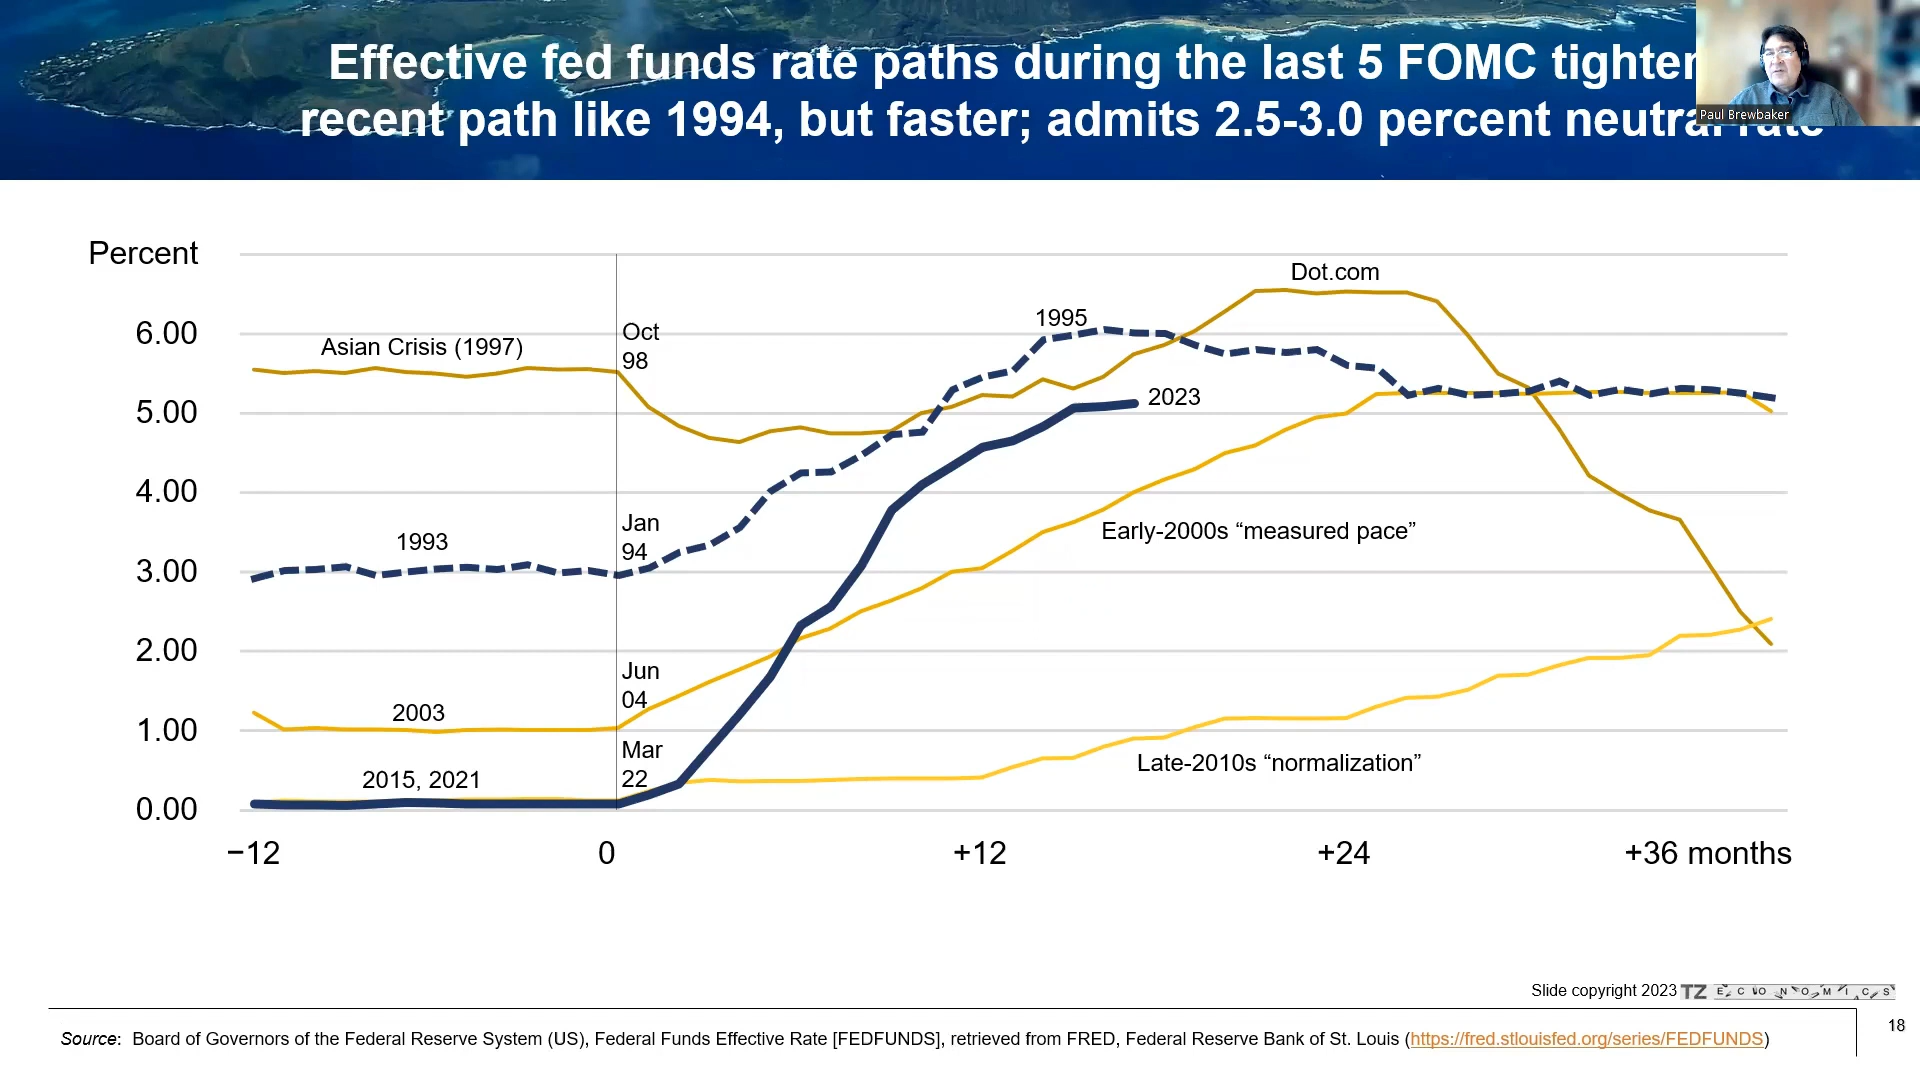 Effective fed funds rate paths during the last 5 FOMC
recent path like 1994, but faster; admits 2.5-3.0 percent neutral rate
Paul Brewbaker
Percent
6.00
5.00
4.00
3.00
2.00
1.00
0.00
−12
0
+12
+24
+36 months
Asian Crisis (1997)
Oct
98
1995
Dot.com
2023
1993
Jan
94
Early-2000s “measured pace”
2003
Jun
04
2015, 2021
Mar
22
Late-2010s “normalization”
Slide copyright 2023 TZ ECONOMICS
18
Source: Board of Governors of the Federal Reserve System (US), Federal Funds Effective Rate [FEDFUNDS], retrieved from FRED, Federal Reserve Bank of St. Louis (https://fred.stlouisfed.org/series/FEDFUNDS)